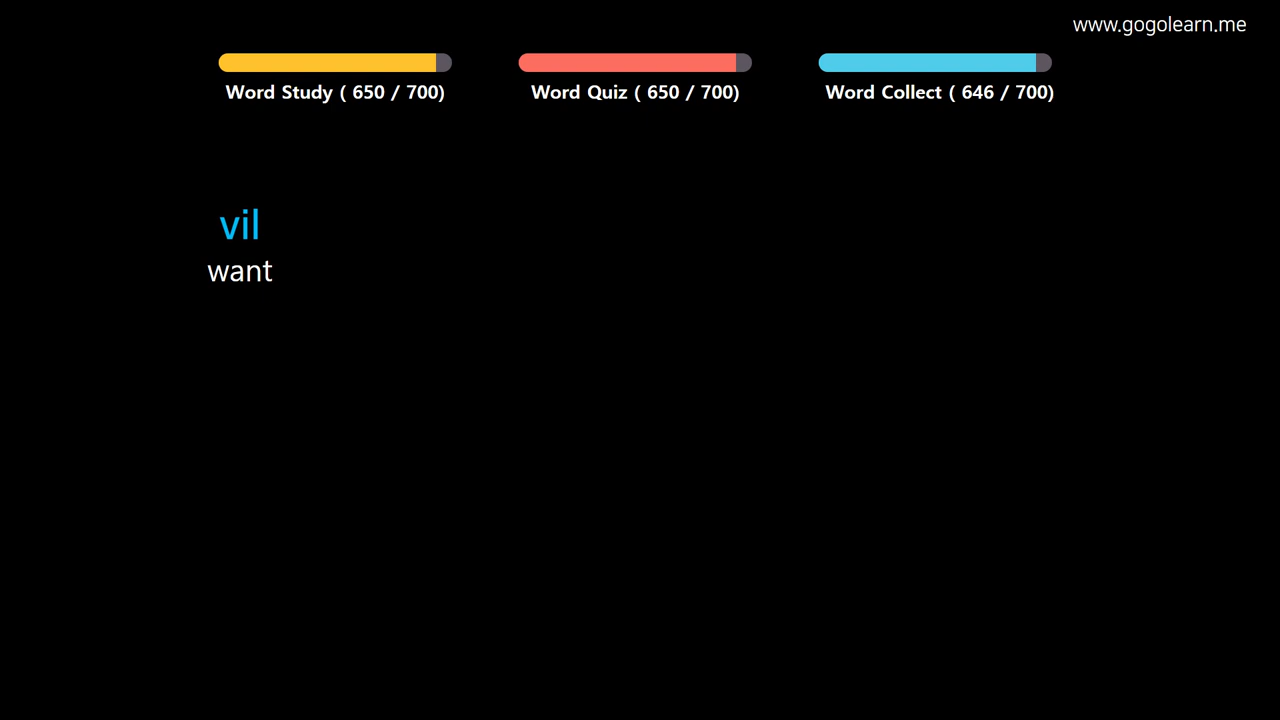 www.gogolearn.me
Word Study ( 650 / 700)
Word Quiz ( 650 / 700)
Word Collect ( 646 / 700)
vil
want